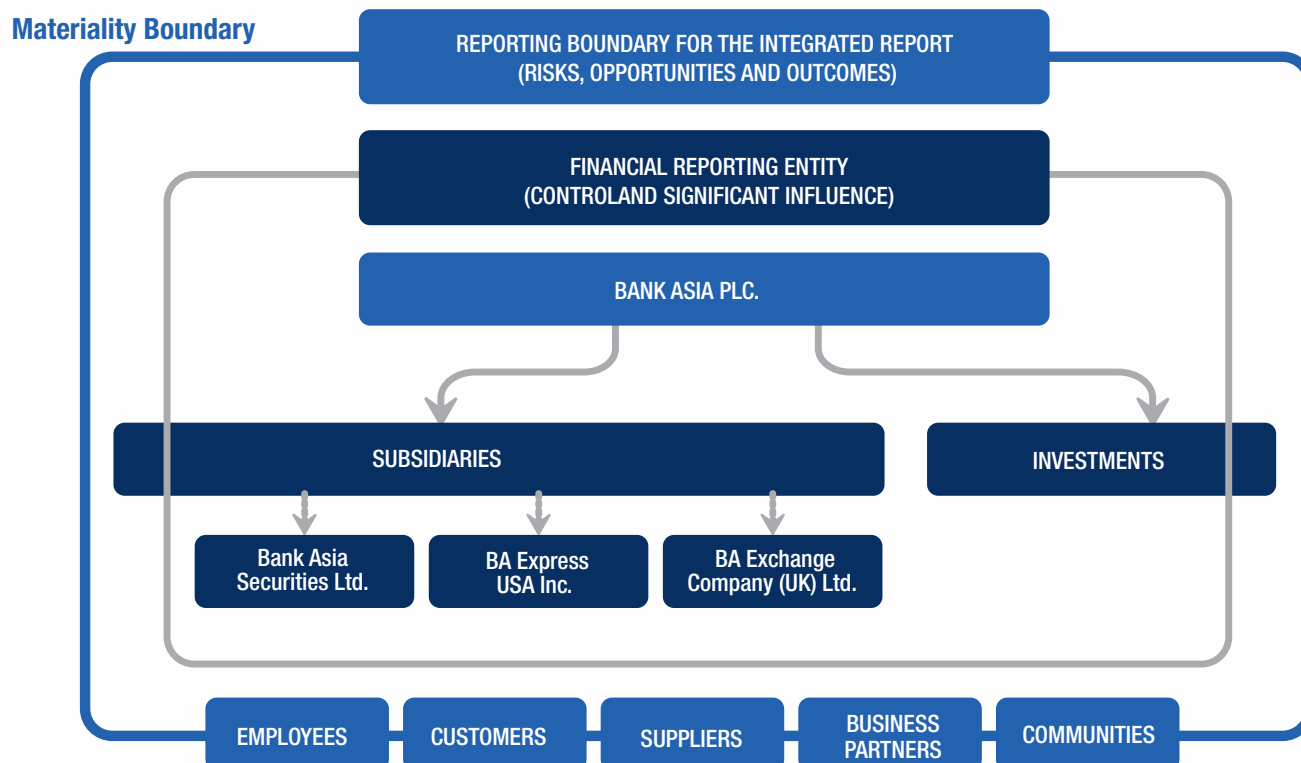 Materiality Boundary
REPORTING BOUNDARY FOR THE INTEGRATED REPORT
(RISKS, OPPORTUNITIES AND OUTCOMES)
FINANCIAL REPORTING ENTITY
(CONTROLAND SIGNIFICANT INFLUENCE)
BANK ASIA PLC.
SUBSIDIARIES
INVESTMENTS
Bank Asia
Securities Ltd.
BA Express
USA Inc.
BA Exchange
Company (UK) Ltd.
EMPLOYEES
CUSTOMERS
SUPPLIERS
BUSINESS
PARTNERS
COMMUNITIES